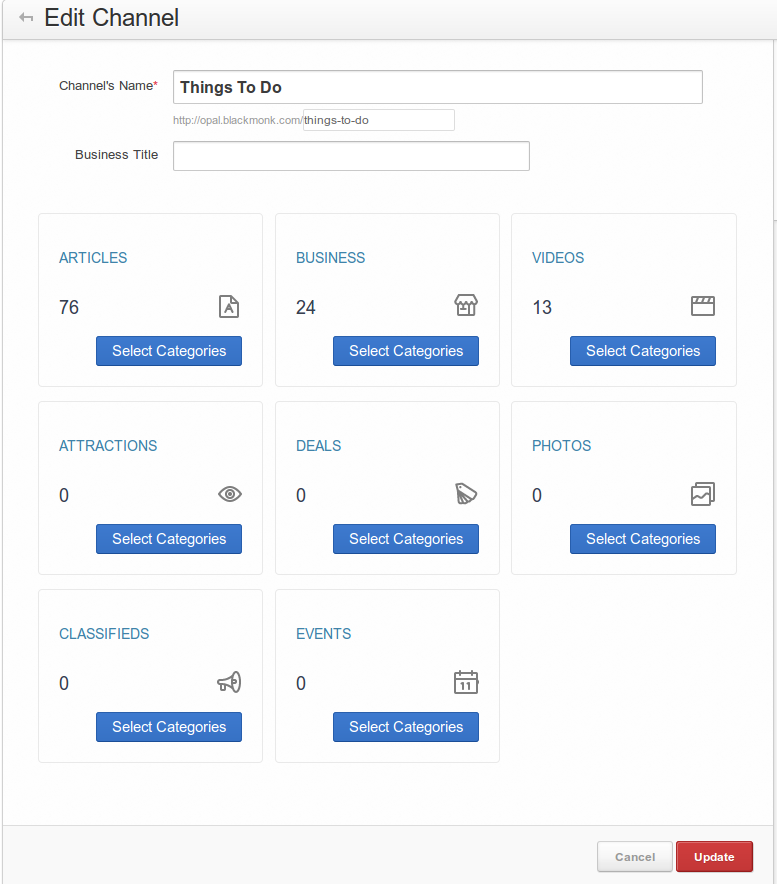 Edit Channel
Channel's Name* Things To Do
http://opal.blackmonk.com/things-to-do
Business Title
ARTICLES
76
Select Categories
BUSINESS
24
Select Categories
VIDEOS
13
Select Categories
ATTRACTIONS
0
Select Categories
DEALS
0
Select Categories
PHOTOS
0
Select Categories
CLASSIFIEDS
0
Select Categories
EVENTS
0
11
Select Categories
Cancel
Update